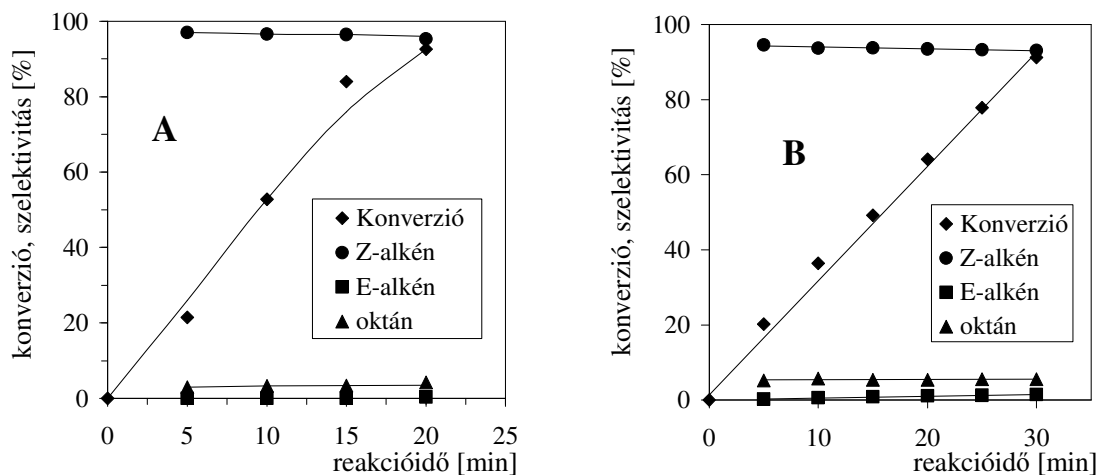 konverzió, szelektivitás [%]
100
80
60
40
20
0
A
Konverzió
Z-alkén
E-alkén
oktán
0 5 10 15 20 25
reakcióidő [min]
konverzió, szelektivitás [%]
100
80
60
40
20
0
B
Konverzió
Z-alkén
E-alkén
oktán
0 10 20 30
reakcióidő [min]